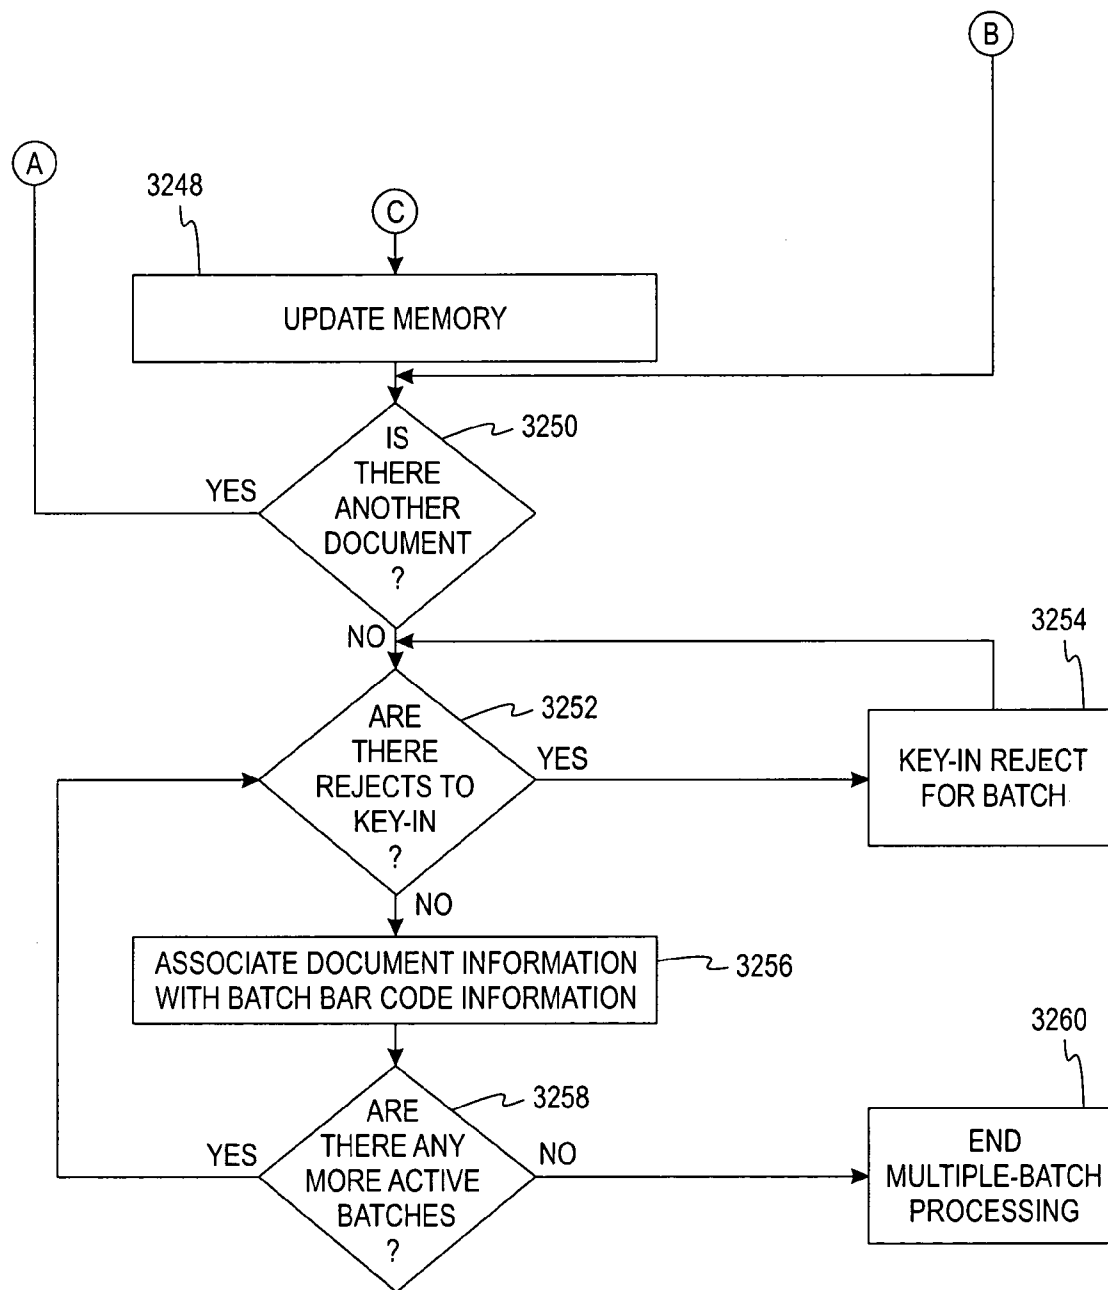 B
A
3248
C
UPDATE MEMORY
3250
IS
THERE
ANOTHER
DOCUMENT
?
YES
NO
3254
3252
ARE
THERE
REJECTS TO
KEY-IN
?
YES
KEY-IN REJECT
FOR BATCH
NO
ASSOCIATE DOCUMENT INFORMATION
WITH BATCH BAR CODE INFORMATION
3256
3260
3258
ARE
THERE ANY
MORE ACTIVE
BATCHES
?
YES
NO
END
MULTIPLE-BATCH
PROCESSING